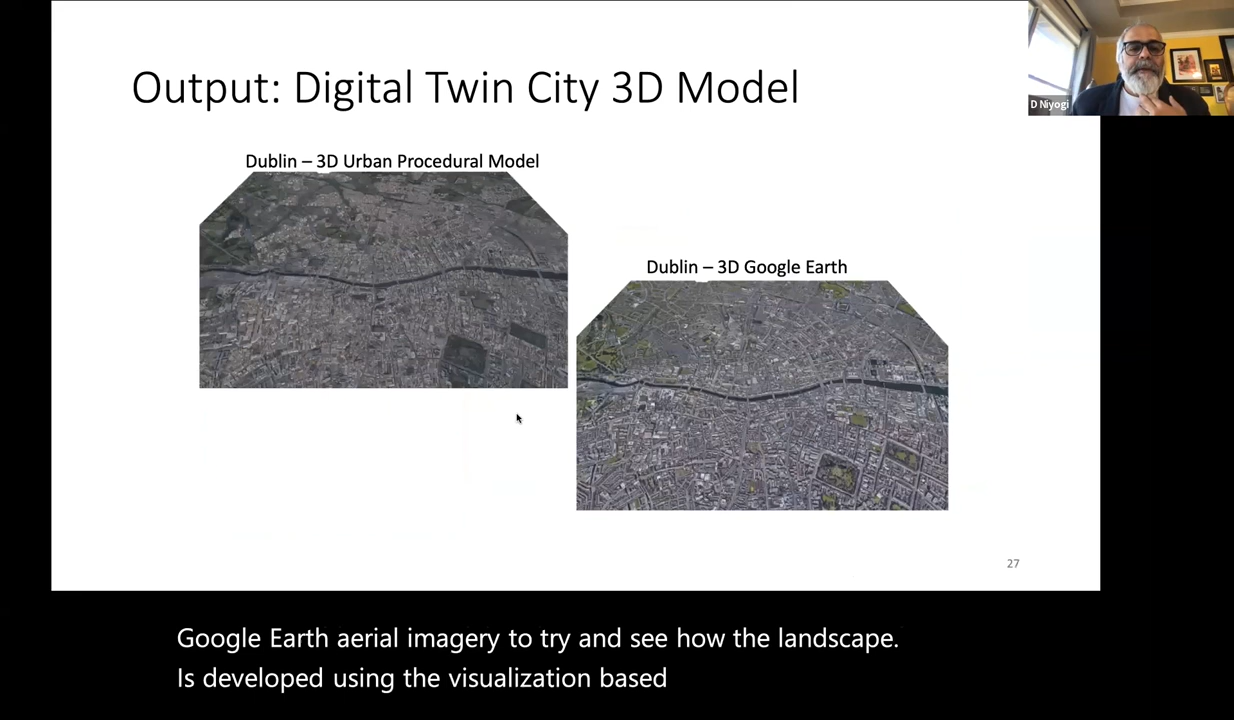 Output: Digital Twin City 3D Model
D Niyogi
Dublin – 3D Urban Procedural Model
Dublin – 3D Google Earth
27
Google Earth aerial imagery to try and see how the landscape.
Is developed using the visualization based